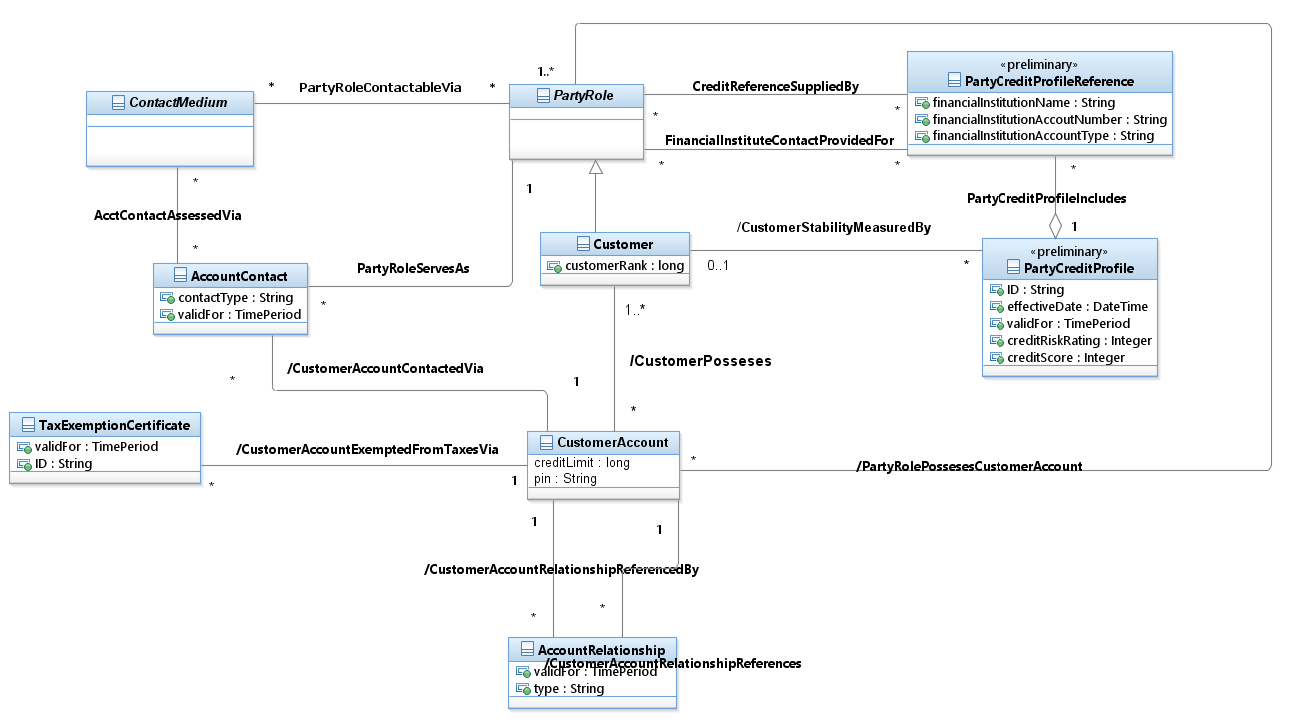 1..*
«preliminary»
PartyCreditProfileReference
financialInstitutionName : String
financialInstitutionAccoutNumber : String
financialInstitutionAccountType : String
* PartyRoleContactableVia *
ContactMedium
PartyRole
CreditReferenceSuppliedBy
*
*
FinancialInstituteContactProvidedFor
*
*
*
1
*
PartyCreditProfileIncludes
1
AcctContactAssessedVia
*
/CustomerStabilityMeasuredBy
0..1
*
Customer
customerRank : long
«preliminary»
PartyCreditProfile
ID : String
effectiveDate : DateTime
validFor : TimePeriod
creditRiskRating : Integer
creditScore : Integer
PartyRoleServesAs
*
AccountContact
contactType : String
validFor : TimePeriod
1..*
/CustomerPosseses
*
/CustomerAccountContactedVia
*
1
TaxExemptionCertificate
validFor : TimePeriod
ID : String
/CustomerAccountExemptedFromTaxesVia
*
1
CustomerAccount
creditLimit : long
pin : String
*
/PartyRolePossesesCustomerAccount
1
1
/CustomerAccountRelationshipReferencedBy
*
*
AccountRelationship
/CustomerAccountRelationshipReferences
validFor : TimePeriod
type : String